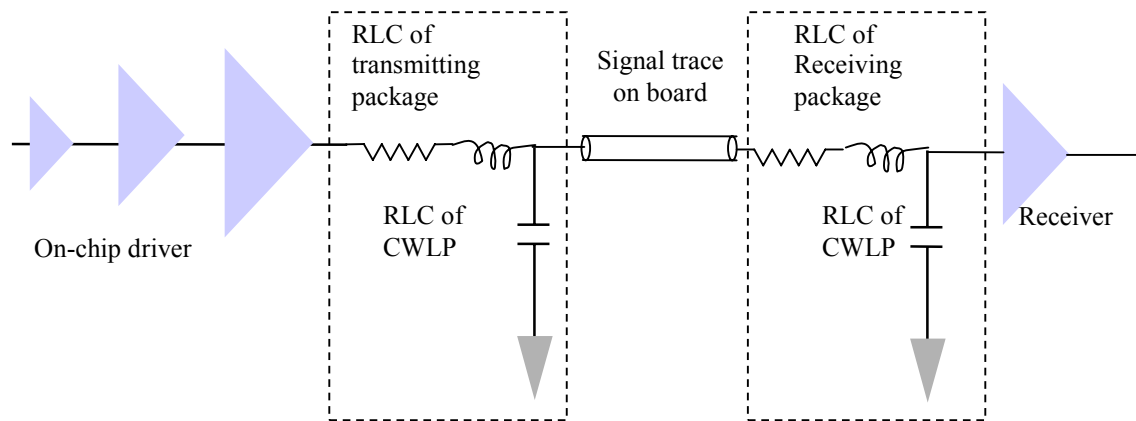 RLC of
transmitting
package
Signal trace
on board
RLC of
Receiving
package
On-chip driver
RLC of
CWLP
RLC of
CWLP
Receiver